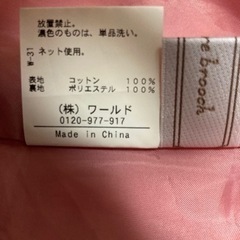 放置禁止。
濃色のものは、単品洗い。
ネット使用。
W-31
表地　コットン　100%
裏地　ポリエステル　100%
(株) ワールド
0120-977-917
Made in China
re brooch